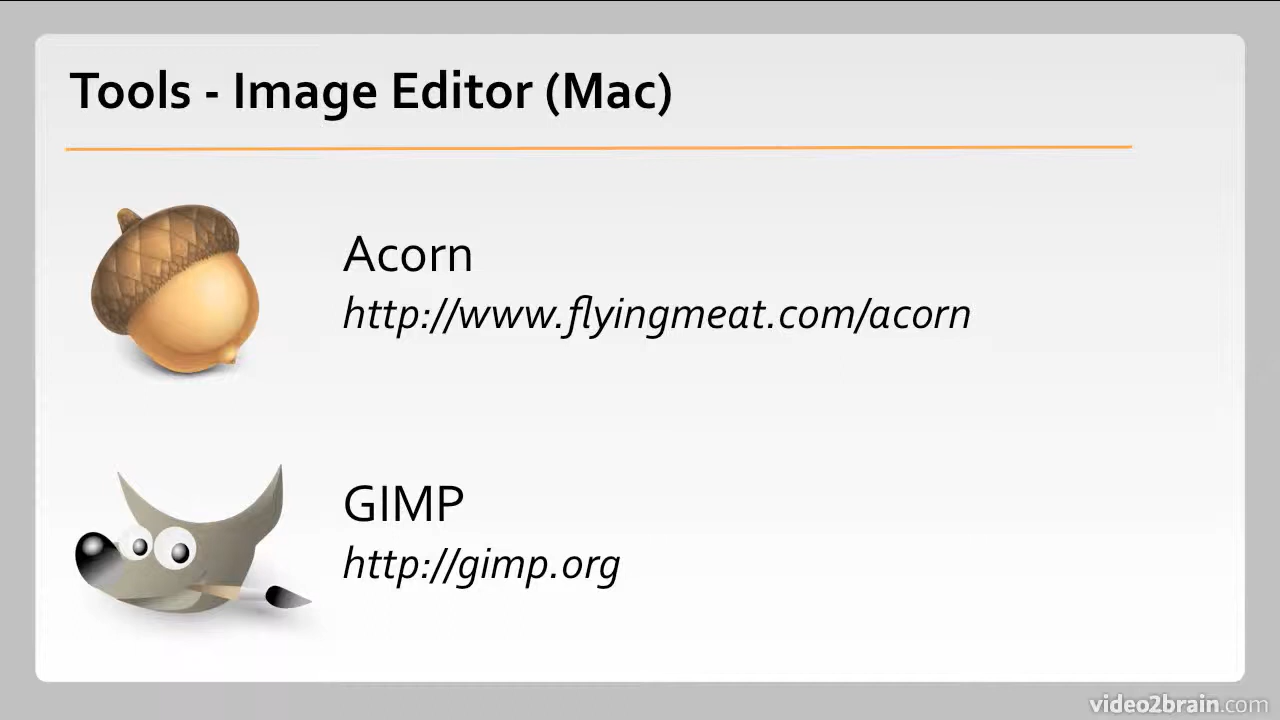 Tools - Image Editor (Mac)
Acorn
http://www.flyingmeat.com/acorn
GIMP
http://gimp.org
video2brain.com